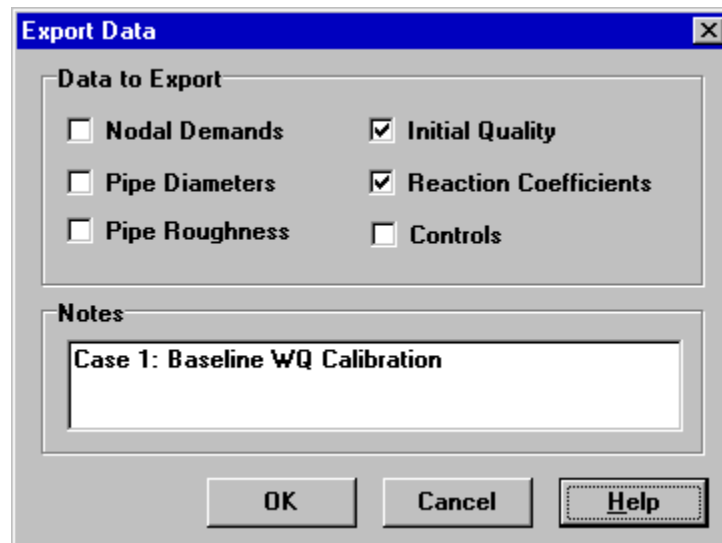 Export Data
Data to Export
Nodal Demands
Initial Quality
Pipe Diameters
Reaction Coefficients
Pipe Roughness
Controls
Notes
Case 1: Baseline WQ Calibration
OK
Cancel
Help